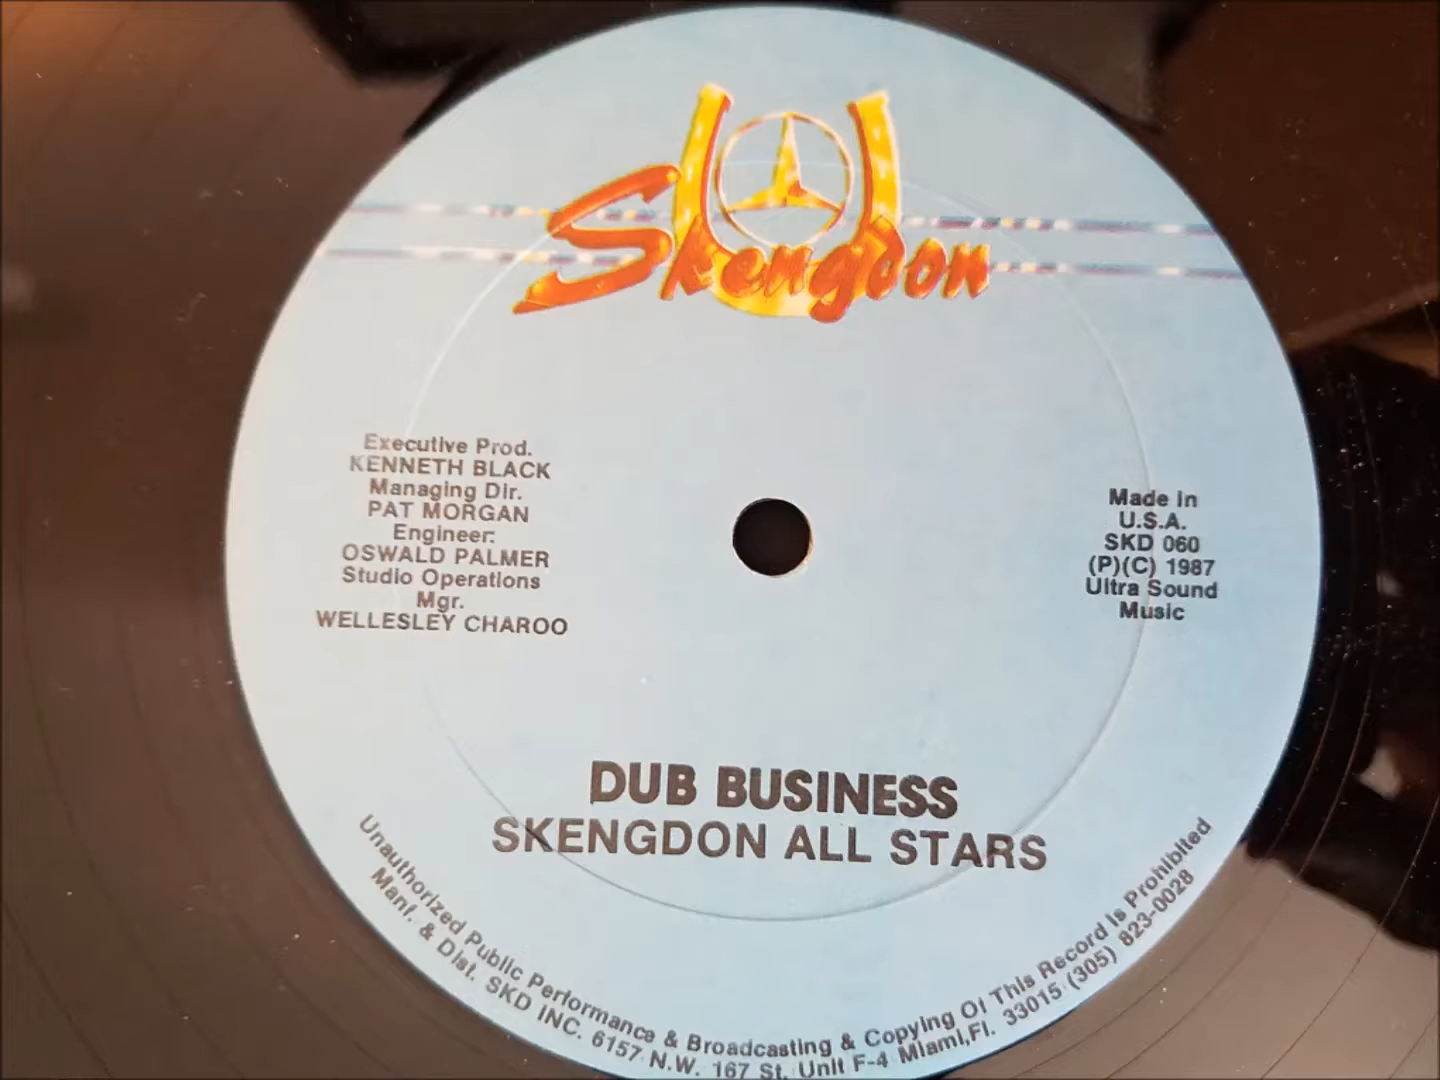 Skengdon
Executive Prod.
KENNETH BLACK
Managing Dir.
PAT MORGAN
Engineer:
OSWALD PALMER
Studio Operations
Mgr.
WELLESLEY CHAROO
Made In
U.S.A.
SKD 060
(P)(C) 1987
Ultra Sound
Music
DUB BUSINESS
SKENGDON ALL STARS
Unauthorized Public Performance & Broadcasting & Copying Of This Record Is Prohibited
Manf. & Dist. SKD INC. 6157 N.W. 167 St. Unit F-4 Miami,Fl. 33015 (305) 823-0028